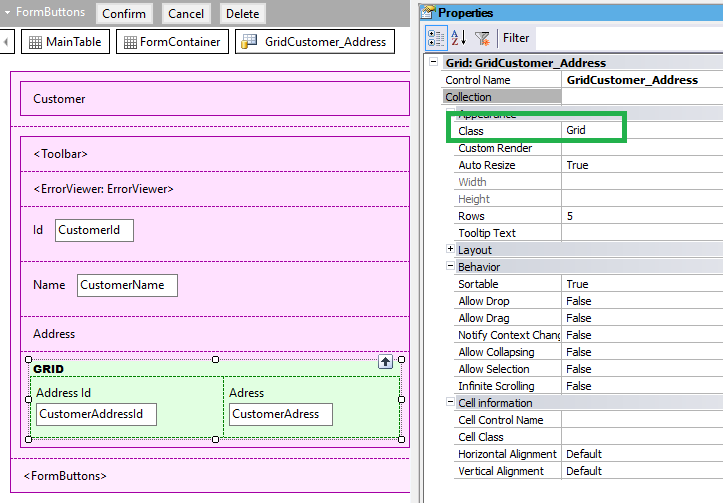 FormButtons Confirm Cancel Delete
MainTable FormContainer GridCustomer_Address
Customer
<Toolbar>
<ErrorViewer: ErrorViewer>
Id CustomerId
Name CustomerName
Address
GRID
Address Id Adress
CustomerAddressId CustomerAdress
<FormButtons>
Properties
Filter
Grid: GridCustomer_Address
Control Name GridCustomer_Address
Collection
Appearance
Class Grid
Custom Render
Auto Resize True
Width
Height
Rows 5
Tooltip Text
Layout
Behavior
Sortable True
Allow Drop False
Allow Drag False
Notify Context Chang False
Allow Collapsing False
Allow Selection False
Infinite Scrolling False
Cell information
Cell Control Name
Cell Class
Horizontal Alignment Default
Vertical Alignment Default